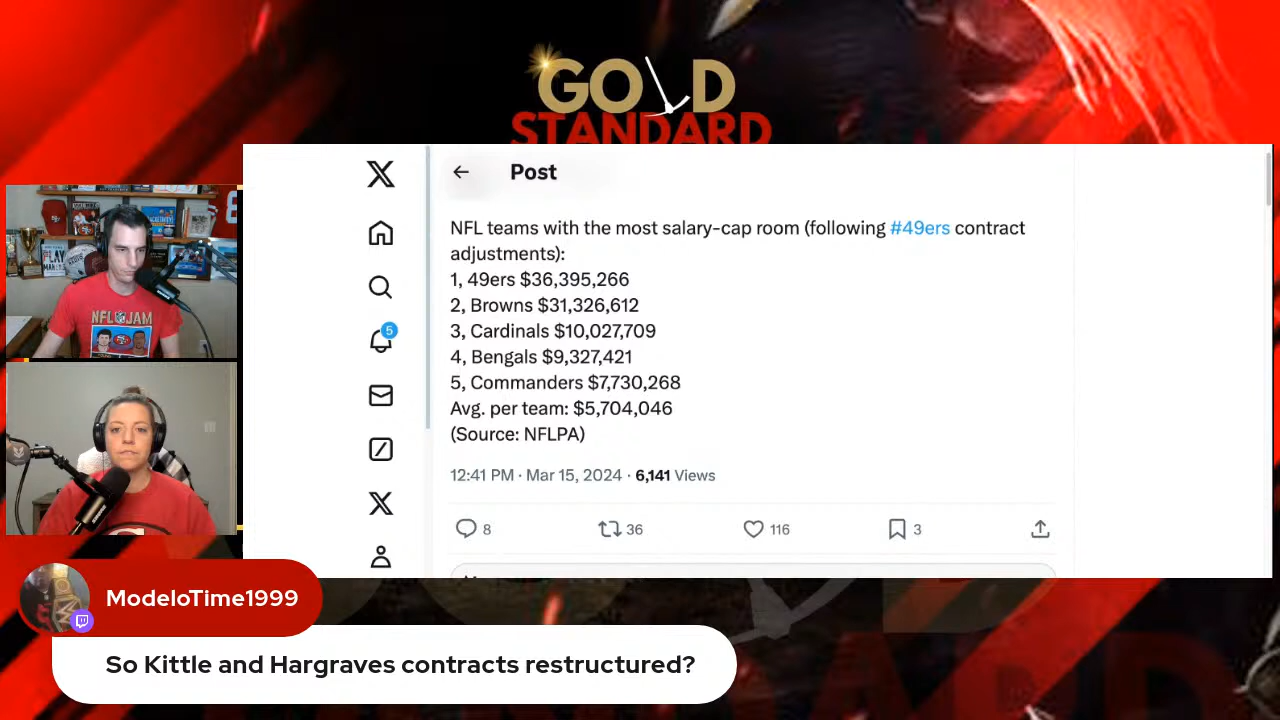 GOLD
STANDARD
Post
NFL teams with the most salary-cap room (following #49ers contract
adjustments):
1, 49ers $36,395,266
2, Browns $31,326,612
3, Cardinals $10,027,709
4, Bengals $9,327,421
5, Commanders $7,730,268
Avg. per team: $5,704,046
(Source: NFLPA)
12:41 PM · Mar 15, 2024 · 6,141 Views
8 36 116 3
5
NFL JAM
ModeloTime1999
So Kittle and Hargraves contracts restructured?